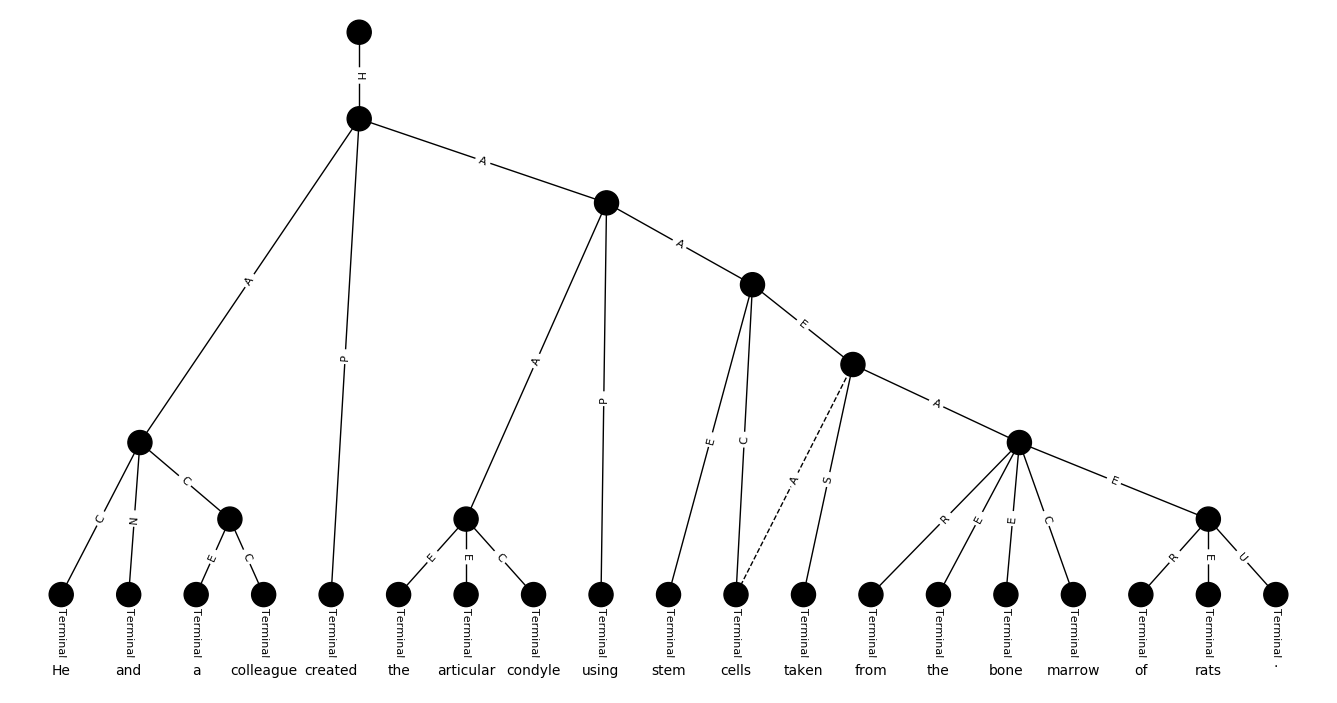 H
A
A
A
E
A
P
A
P
A
E
C
A
S
E
C
N
C
R
E
E
C
E
C
E
E
C
R
E
U
Terminal Terminal Terminal Terminal Terminal Terminal Terminal Terminal Terminal Terminal Terminal Terminal Terminal Terminal Terminal Terminal Terminal Terminal Terminal
He and a colleague created the articular condyle using stem cells taken from the bone marrow of rats .